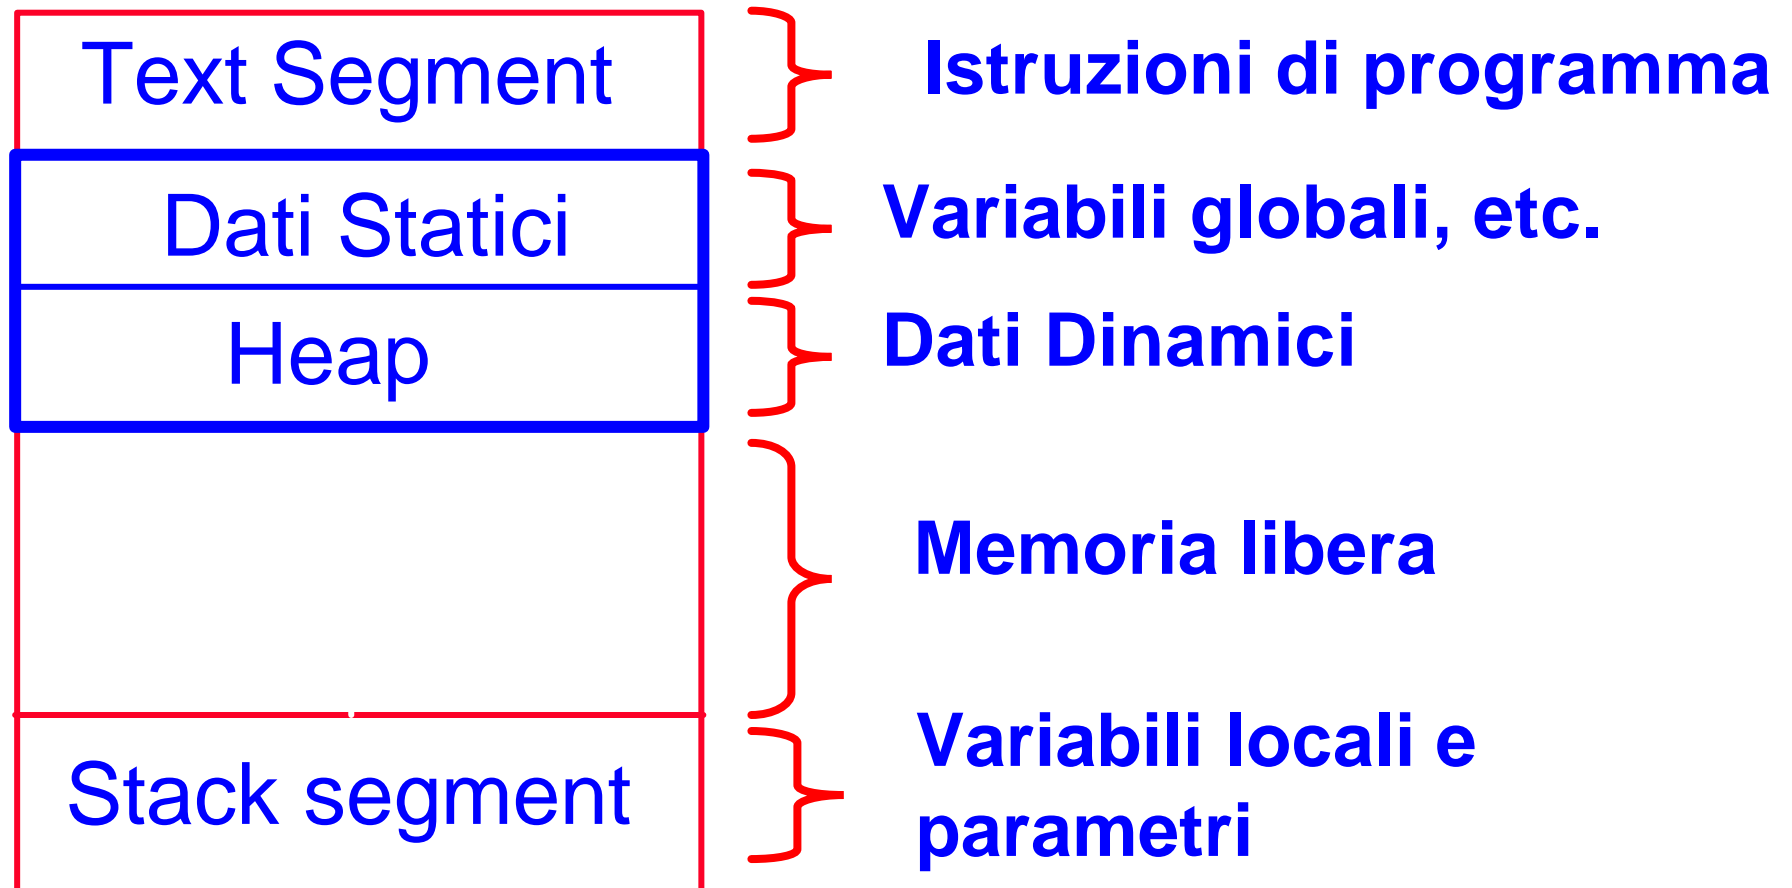 Text Segment
Istruzioni di programma
Dati Statici
Variabili globali, etc.
Heap
Dati Dinamici
Memoria libera
Stack segment
Variabili locali e
parametri